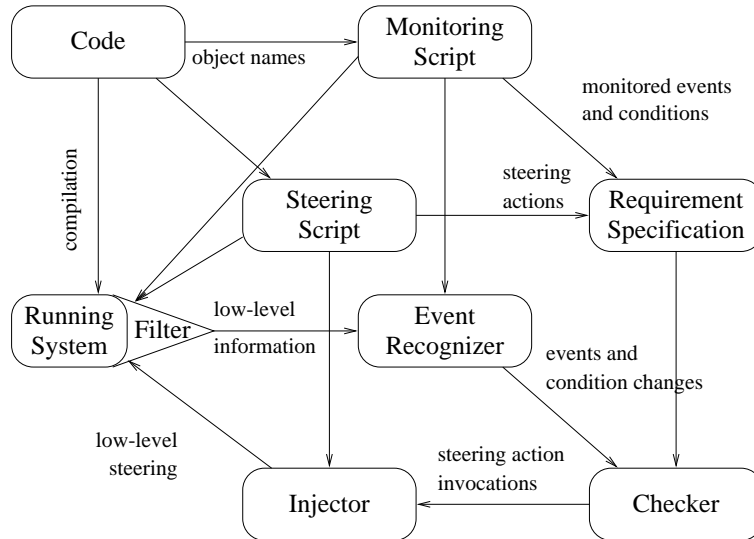 Code
object names
Monitoring
Script
monitored events
and conditions
compilation
Steering
Script
steering
actions
Requirement
Specification
Running
System
Filter
low-level
information
Event
Recognizer
events and
condition changes
low-level
steering
Injector
steering action
invocations
Checker